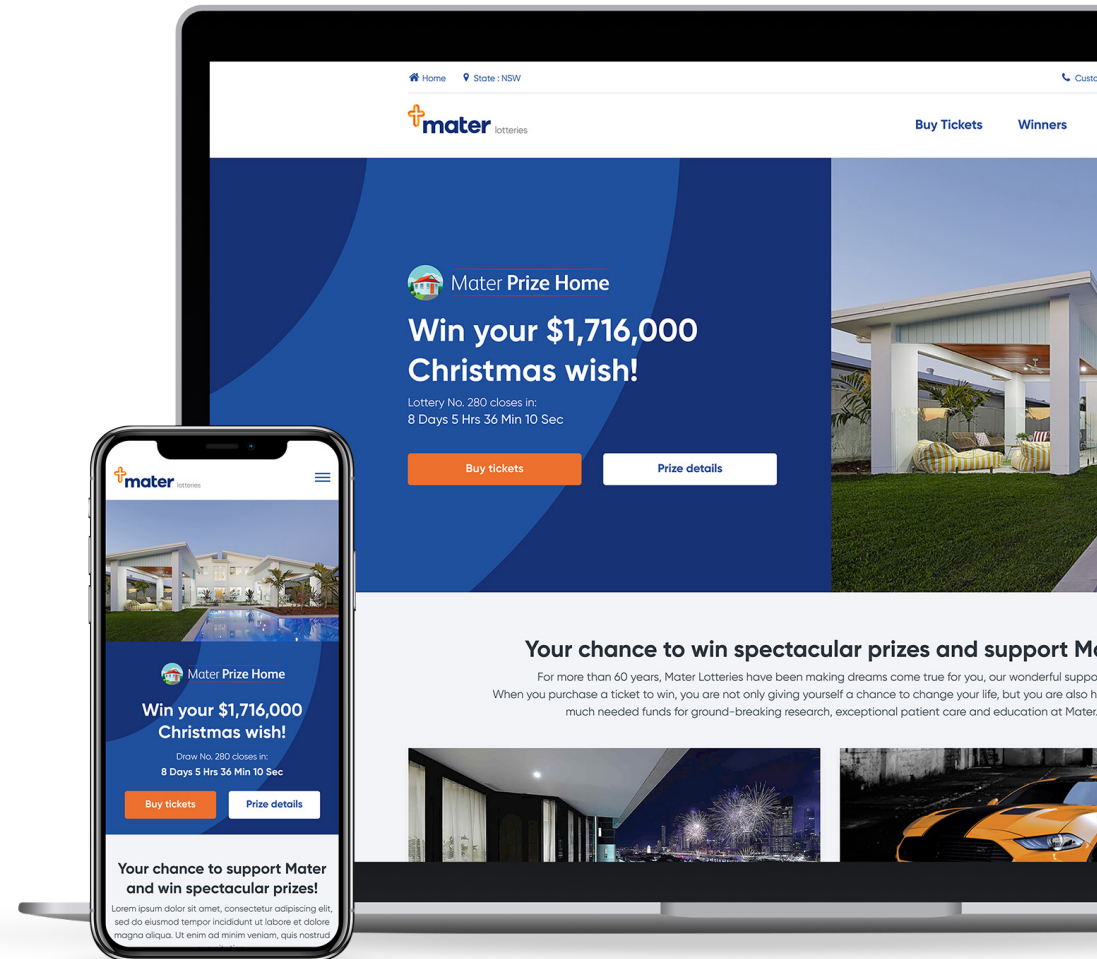 Home State : NSW Custo
mater lotteries
Buy Tickets Winners
Mater Prize Home
Win your $1,716,000
Christmas wish!
Lottery No. 280 closes in:
8 Days 5 Hrs 36 Min 10 Sec
Buy tickets Prize details
Your chance to win spectacular prizes and support Ma
For more than 60 years, Mater Lotteries have been making dreams come true for you, our wonderful suppo
When you purchase a ticket to win, you are not only giving yourself a chance to change your life, but you are also h
much needed funds for ground-breaking research, exceptional patient care and education at Mater.
mater lotteries
Mater Prize Home
Win your $1,716,000
Christmas wish!
Draw No. 280 closes in:
8 Days 5 Hrs 36 Min 10 Sec
Buy tickets Prize details
Your chance to support Mater
and win spectacular prizes!
Lorem ipsum dolor sit amet, consectetur adipiscing elit,
sed do eiusmod tempor incididunt ut labore et dolore
magna aliqua. Ut enim ad minim veniam, quis nostrud